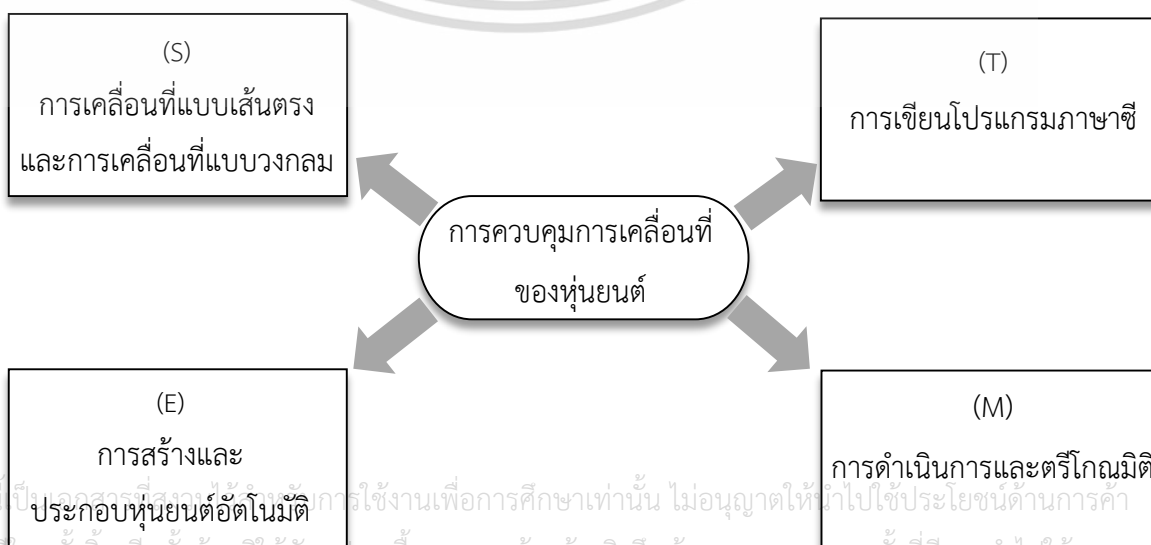 (S)
การเคลื่อนที่แบบเส้นตรง
และการเคลื่อนที่แบบวงกลม
(T)
การเขียนโปรแกรมภาษาซี
การควบคุมการเคลื่อนที่
ของหุ่นยนต์
(E)
การสร้างและ
ประกอบหุ่นยนต์อัตโนมัติ
(M)
การดำเนินการและตรีโกณมิติ
การใช้งานเพื่อการศึกษาเท่านั้น ไม่อนุญาตให้นำไปใช้ประโยชน์ด้านการค้า